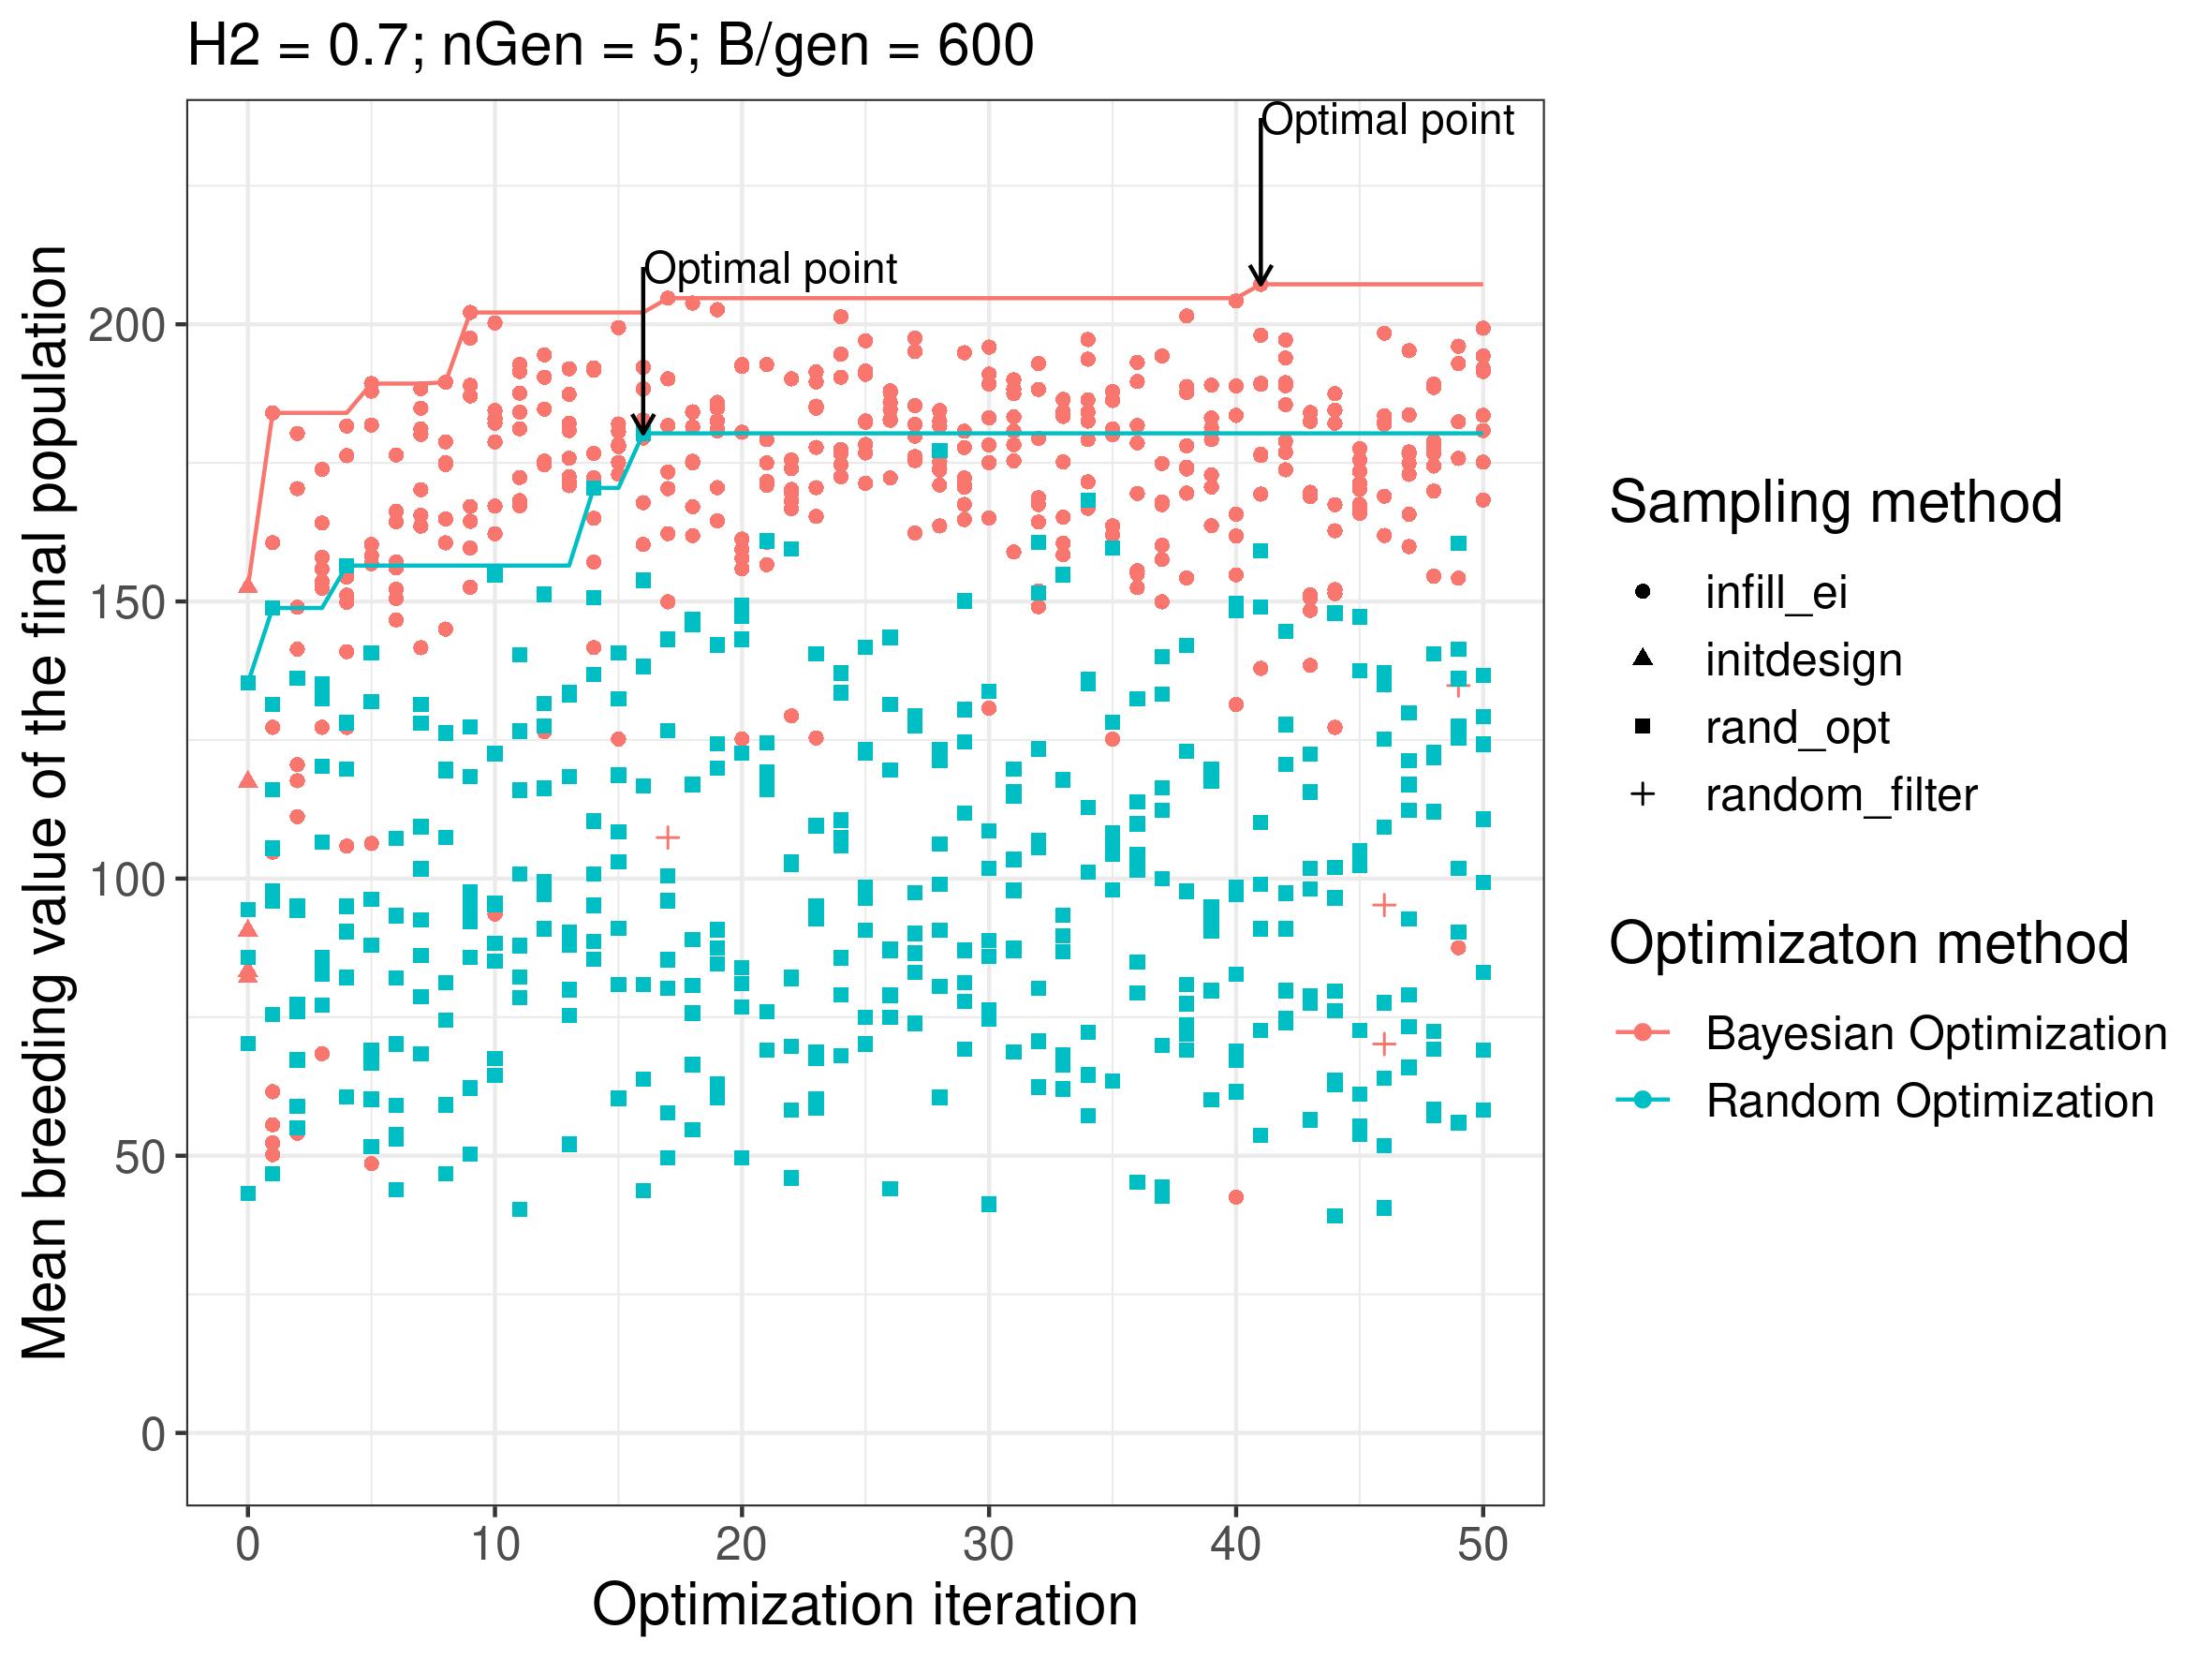 H2 = 0.7; nGen = 5; B/gen = 600
Mean breeding value of the final population
200
150
100
50
0
Optimal point
Optimal point
0 10 20 30 40 50
Optimization iteration
Sampling method
infill_ei
initdesign
rand_opt
random_filter
Optimizaton method
Bayesian Optimization
Random Optimization